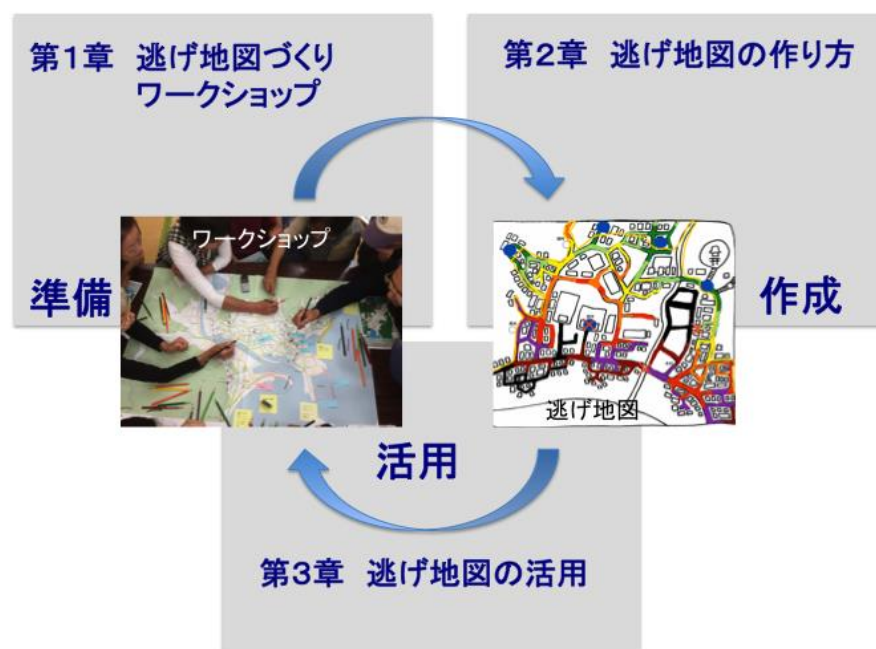 第1章 逃げ地図づくり
ワークショップ
第2章 逃げ地図の作り方
ワークショップ
準備
作成
逃げ地図
活用
第3章 逃げ地図の活用